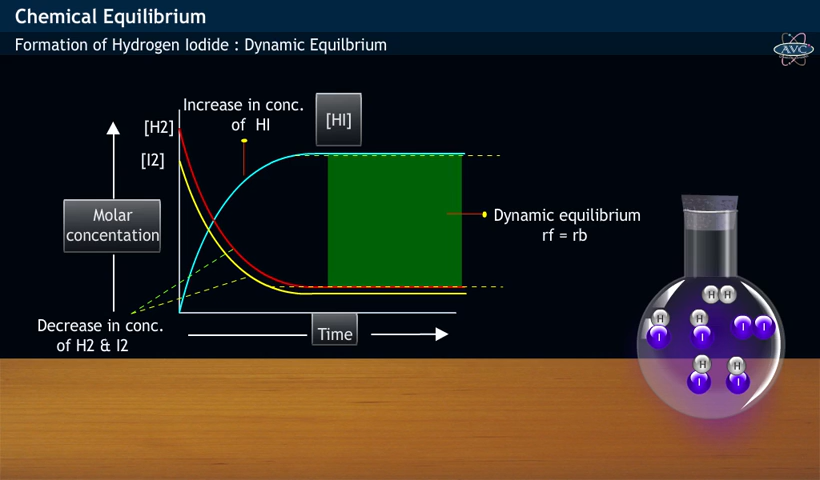 Chemical Equilibrium
Formation of Hydrogen Iodide : Dynamic Equilbrium
AVC
Increase in conc.
of HI
[HI]
[H2]
[I2]
Molar
concentation
Dynamic equilibrium
rf = rb
Decrease in conc.
of H2 & I2
Time
H H
H H
I I I I
H H
I I